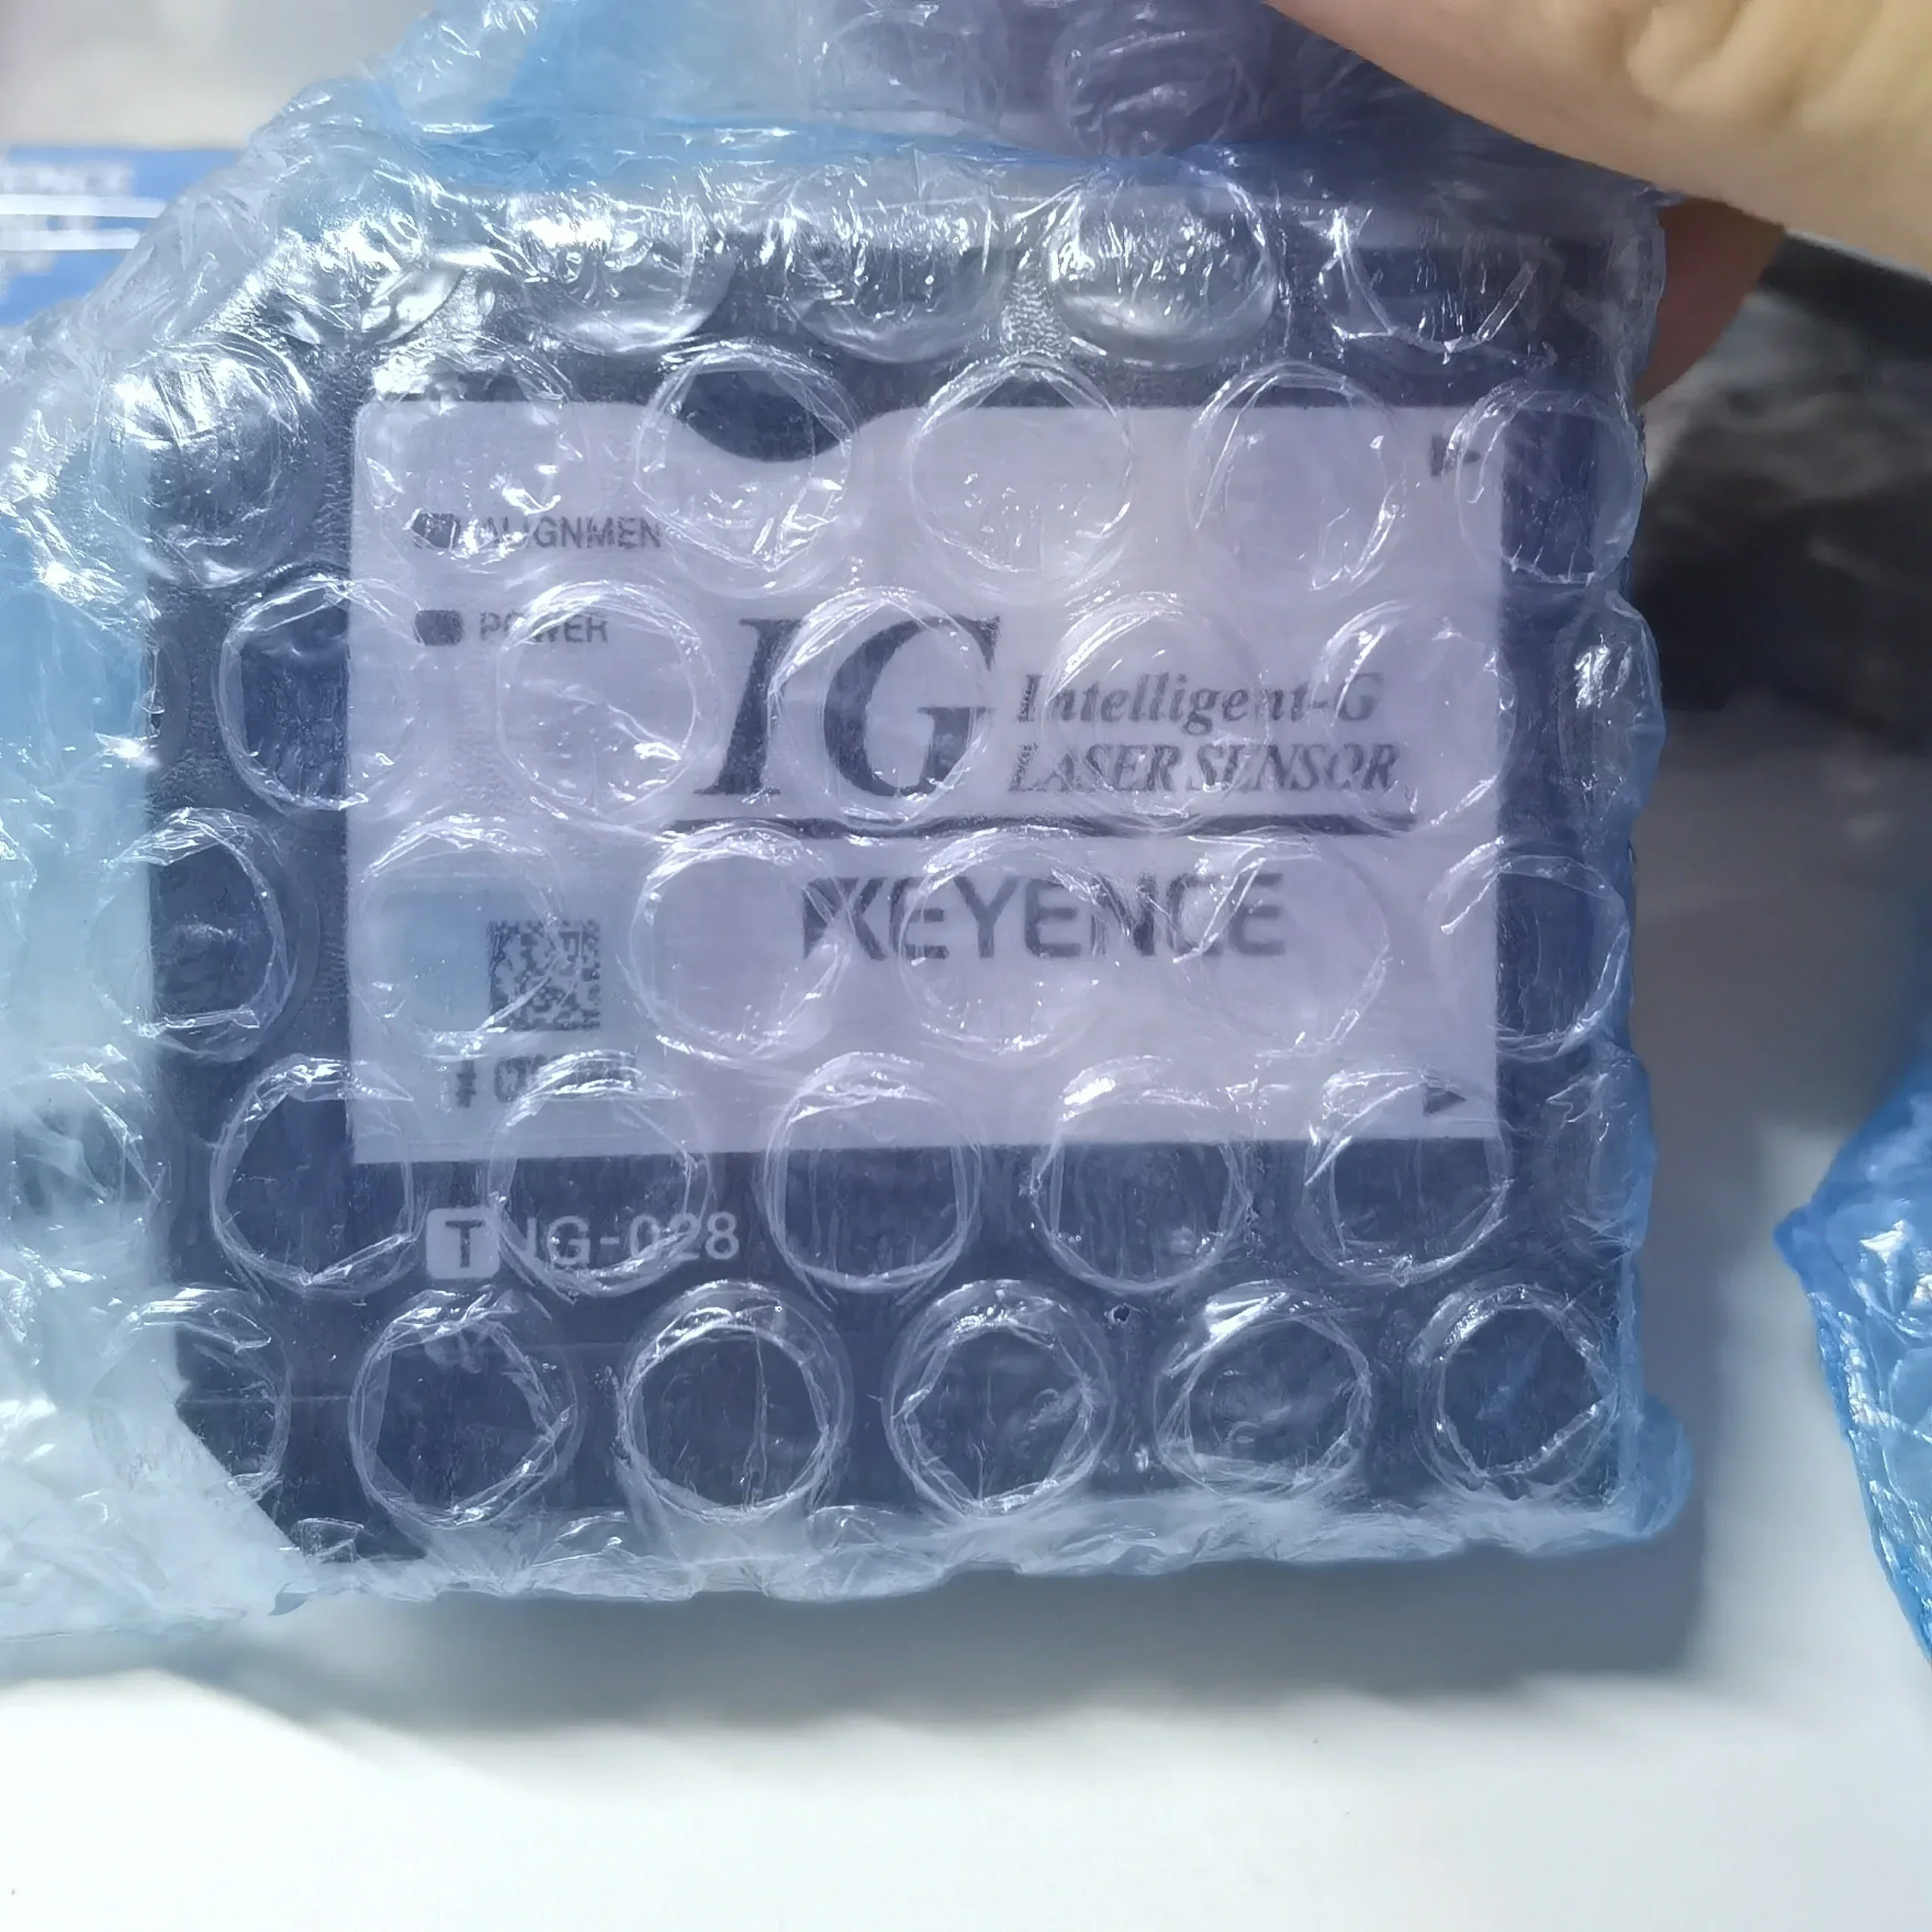 ALIGNMEN
POWER
IG
Intelligent-G
LASER SENSOR
KEYENCE
T IG-028